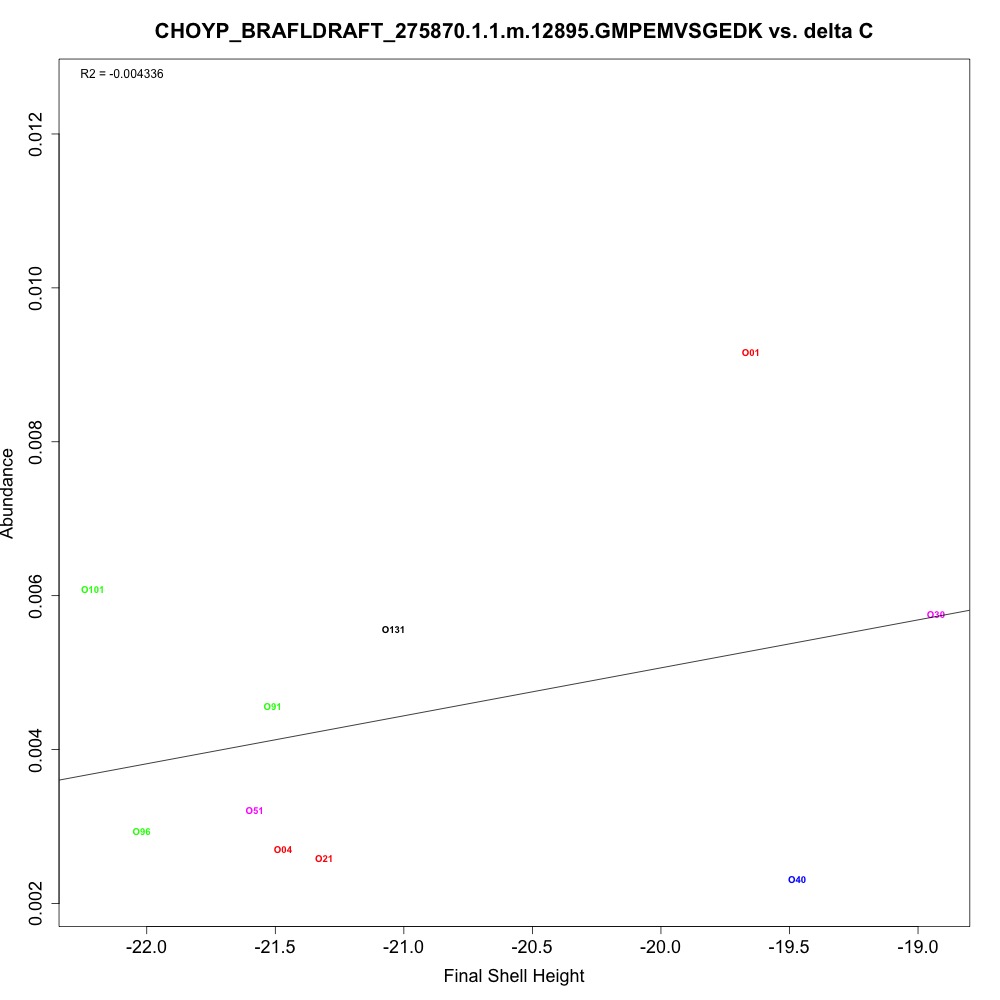 CHOYP_BRAFLDRAFT_275870.1.1.m.12895.GMPEMVSGEDK vs. delta C
R2 = -0.004336
0.012
0.010
O01
0.008
Abundance
0.006
O101
O30
O131
O91
0.004
O51
O96
O04
O21
O40
0.002
-22.0 -21.5 -21.0 -20.5 -20.0 -19.5 -19.0
Final Shell Height